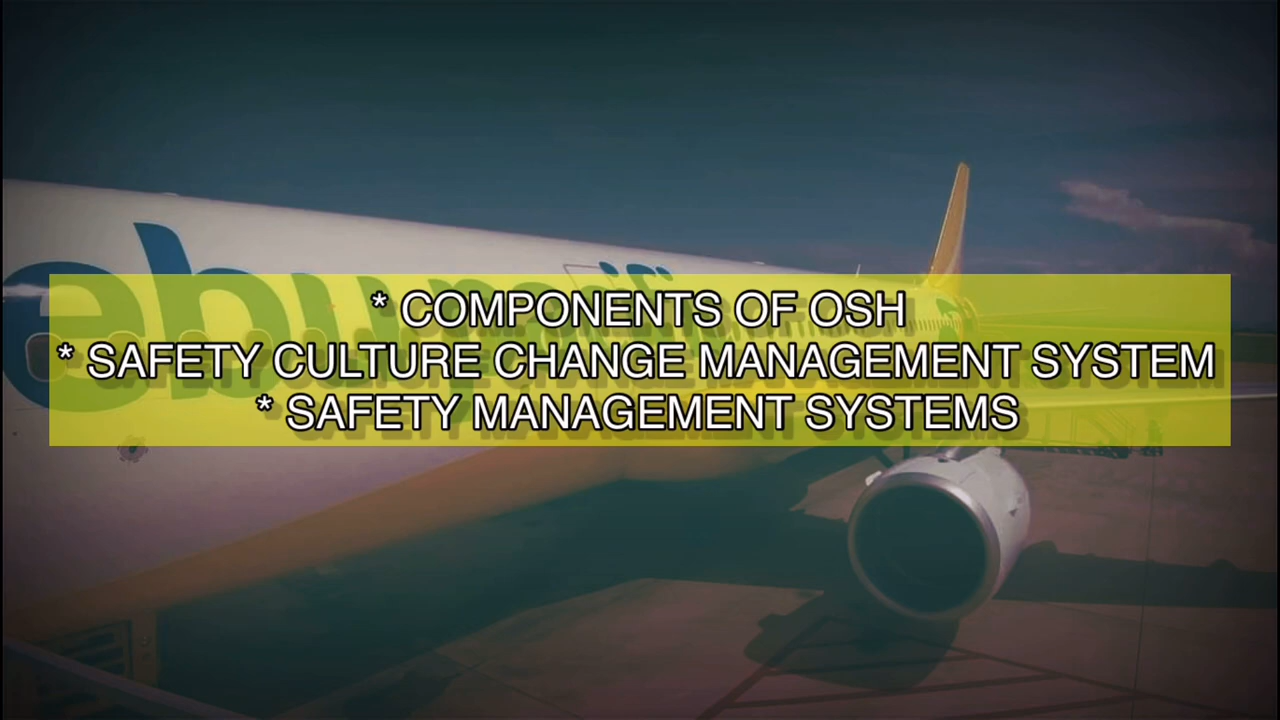 * COMPONENTS OF OSH
* SAFETY CULTURE CHANGE MANAGEMENT SYSTEM
* SAFETY MANAGEMENT SYSTEMS